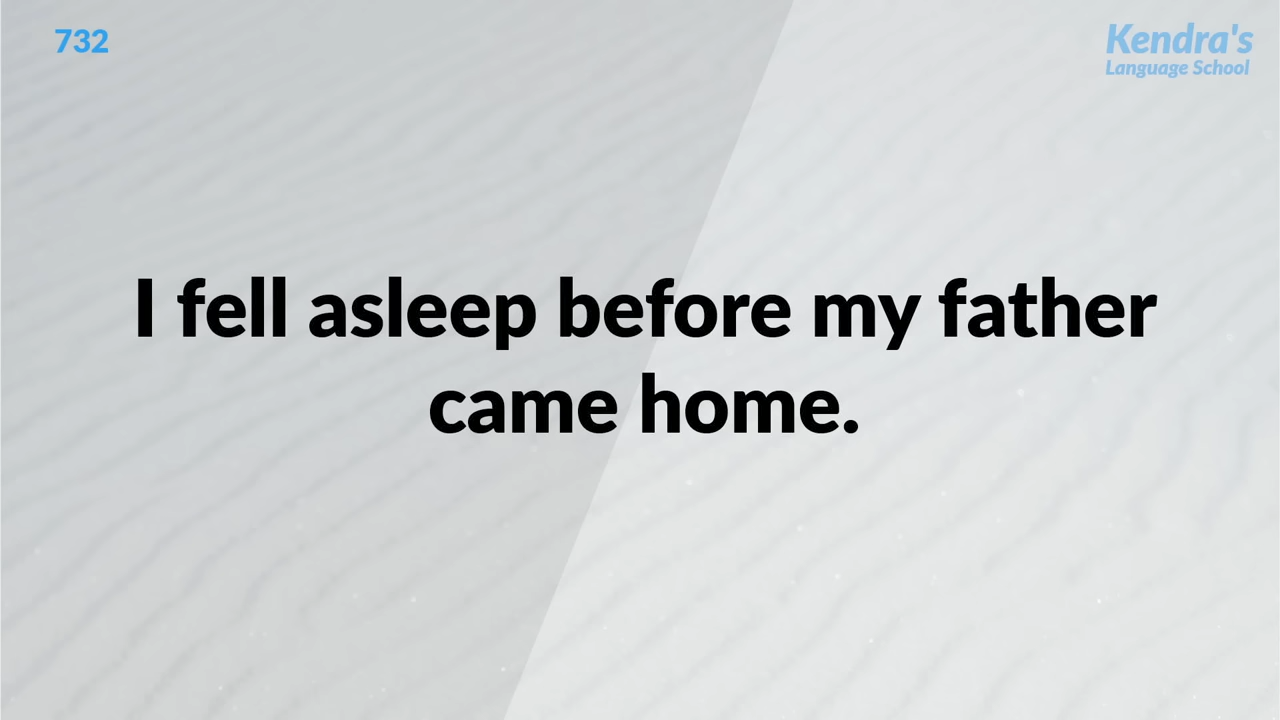 732
Kendra's
Language School
I fell asleep before my father
came home.